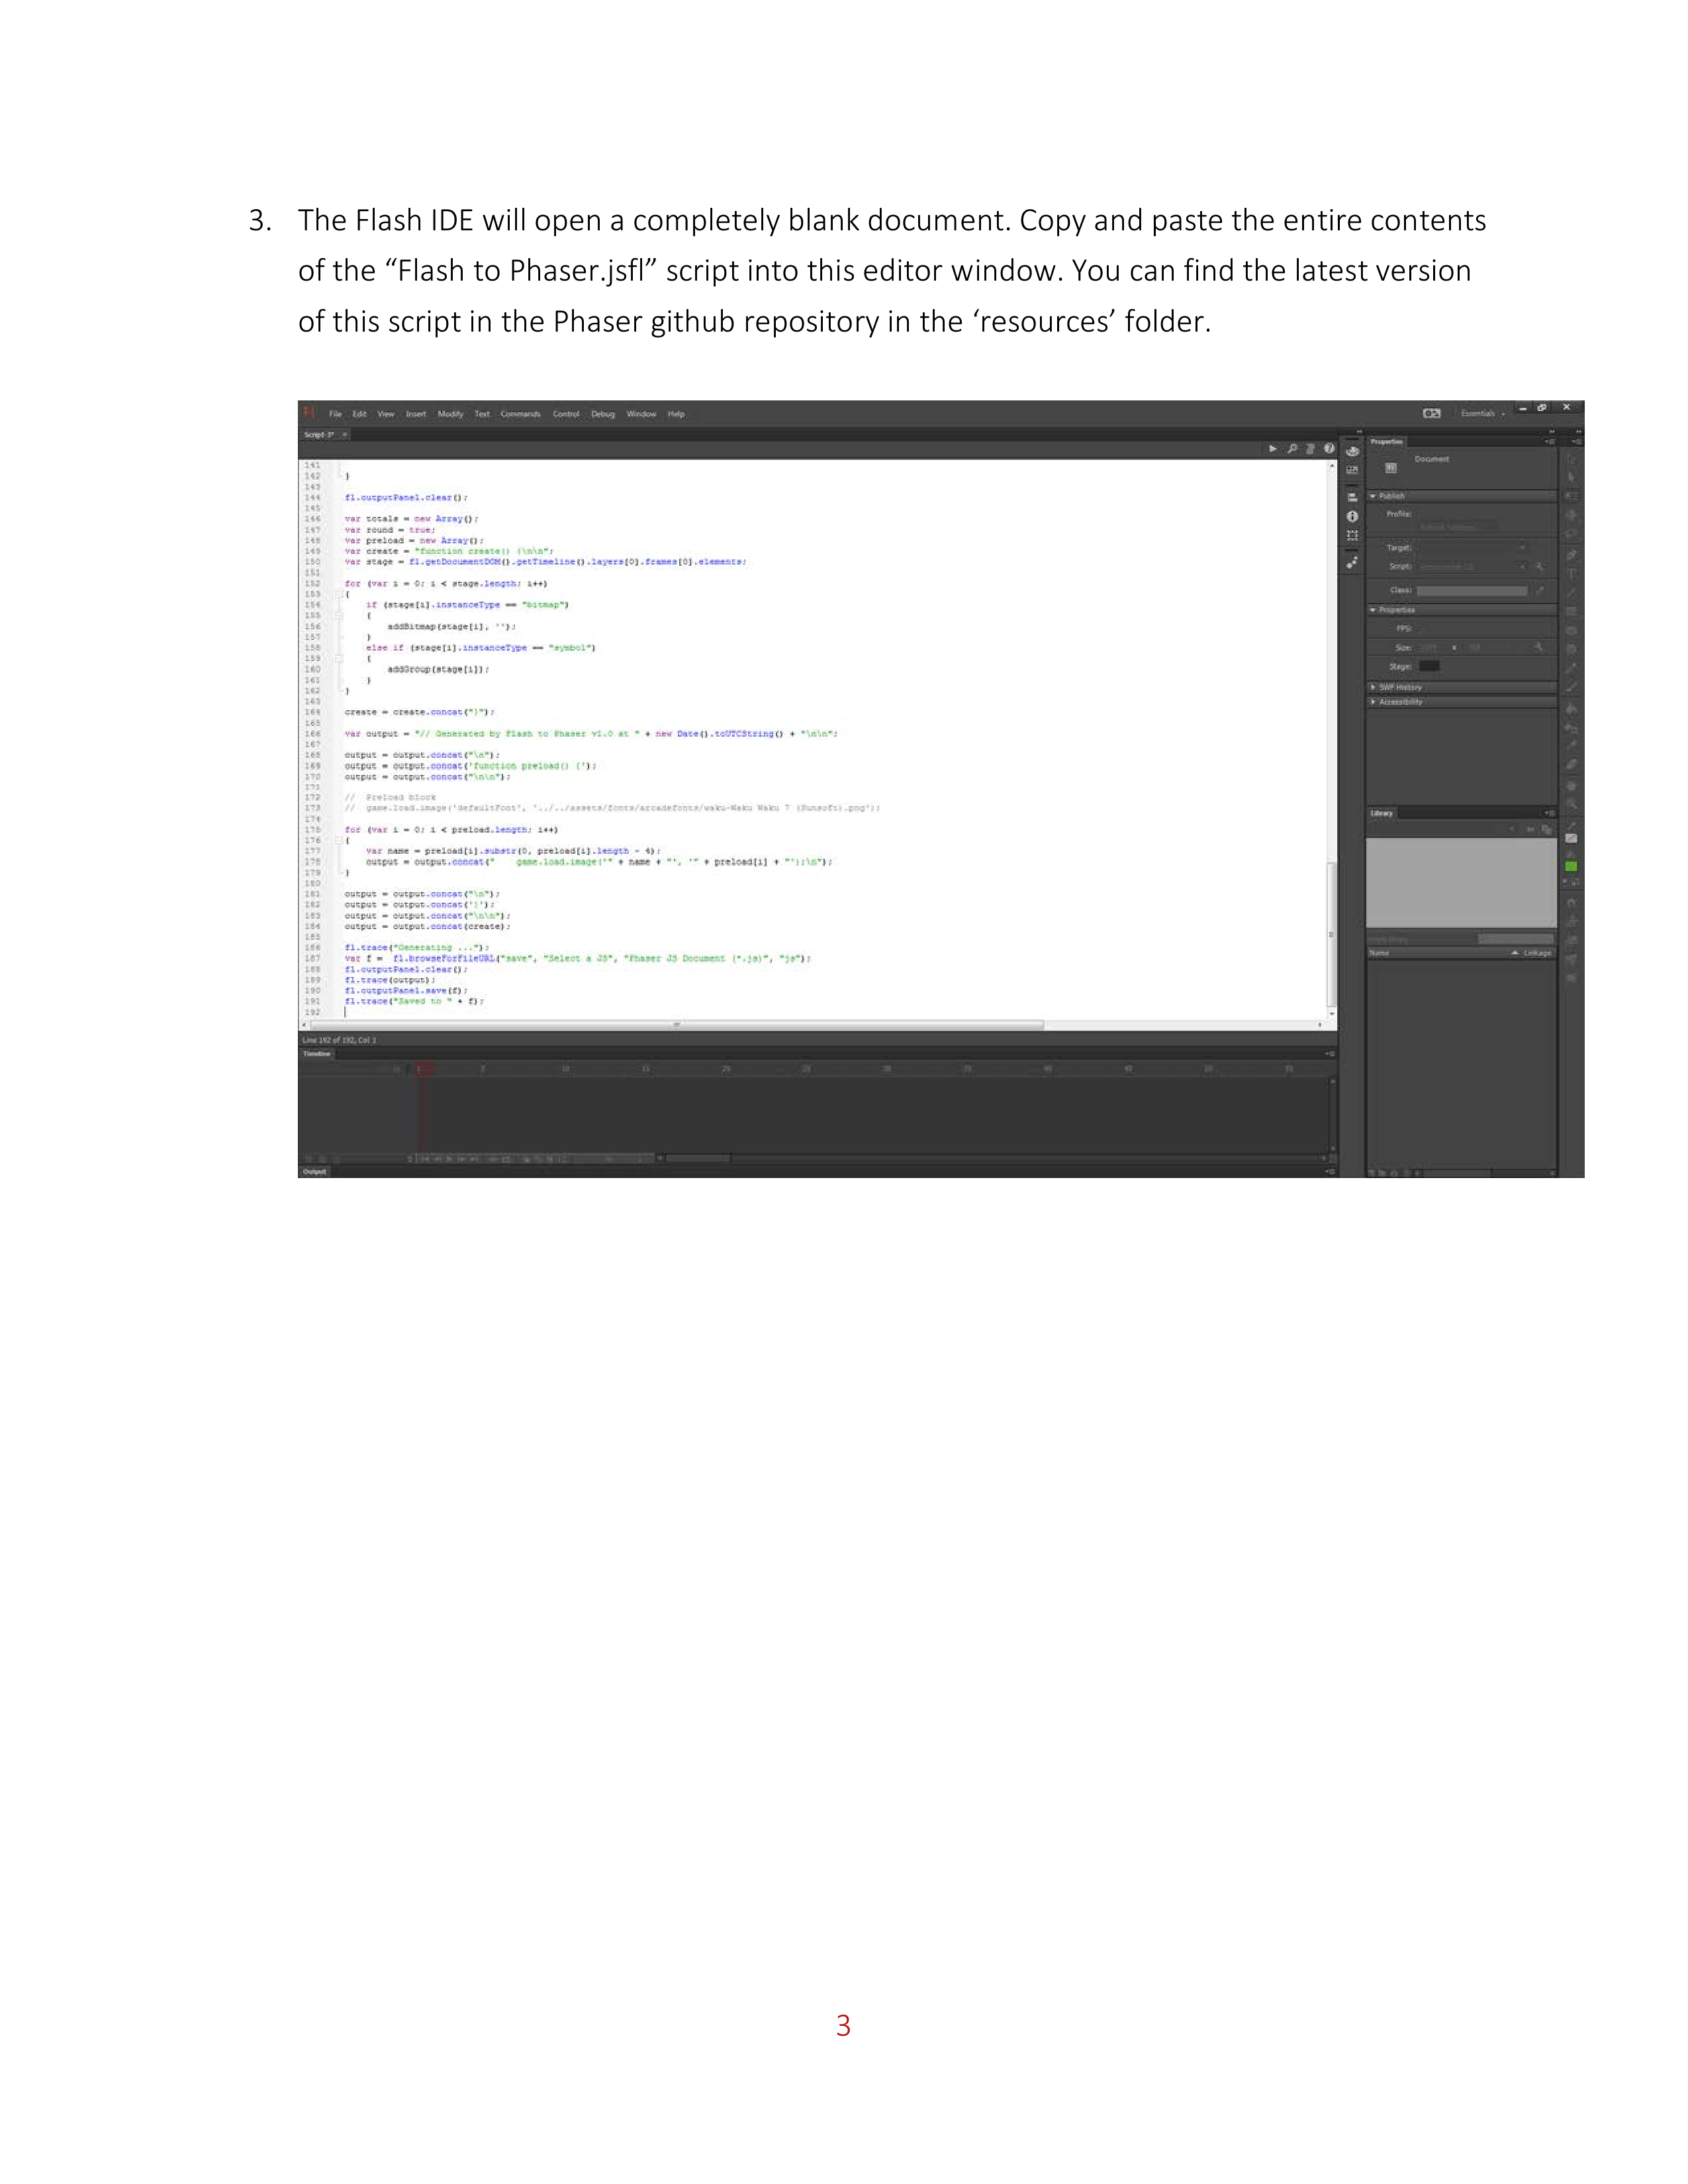 3. The Flash IDE will open a completely blank document. Copy and paste the entire contents
of the “Flash to Phaser.jsfl” script into this editor window. You can find the latest version
of this script in the Phaser github repository in the ‘resources’ folder.
File Edit View Insert Modify Text Commands Control Debug Window Help
Essentials
Script-3*
Properties
Document
Publish
Profile:
Target:
Script:
Class:
Properties
FPS:
Size:
Stage:
SWF History
Accessibility
Library
Name Linkage
141
142 }
143
144 fl.outputPanel.clear();
145
146 var totals = new Array();
147 var round = true;
148 var preload = new Array();
149 var create = "function create() {\n\n";
150 var stage = fl.getDocumentDOM().getTimeline().layers[0].frames[0].elements;
151
152 for (var i = 0; i < stage.length; i++)
153 {
154 if (stage[i].instanceType == "bitmap")
155 {
156 addBitmap(stage[i], '');
157 }
158 else if (stage[i].instanceType == "symbol")
159 {
160 addGroup(stage[i]);
161 }
162 }
163
164 create = create.concat("}");
165
166 var output = "// Generated by Flash to Phaser v1.0 at " + new Date().toUTCString() + "\n\n";
167
168 output = output.concat("\n");
169 output = output.concat('function preload() {');
170 output = output.concat("\n\n");
171
172 // Preload block
173 // game.load.image('defaultFont', '../../assets/fonts/arcadefonts/waku-Waku Waku 7 (Sunsoft).png');
174
175 for (var i = 0; i < preload.length; i++)
176 {
177 var name = preload[i].substr(0, preload[i].length - 4);
178 output = output.concat(" game.load.image('" + name + "', '" + preload[i] + "');\n");
179 }
180
181 output = output.concat("\n");
182 output = output.concat('}');
183 output = output.concat("\n\n");
184 output = output.concat(create);
185
186 fl.trace("Generating ...");
187 var f = fl.browseForFileURL("save", "Select a JS", "Phaser JS Document (*.js)", "js");
188 fl.outputPanel.clear();
189 fl.trace(output);
190 fl.outputPanel.save(f);
191 fl.trace("Saved to " + f);
192
Line 192 of 192, Col 1
Timeline
Output
3